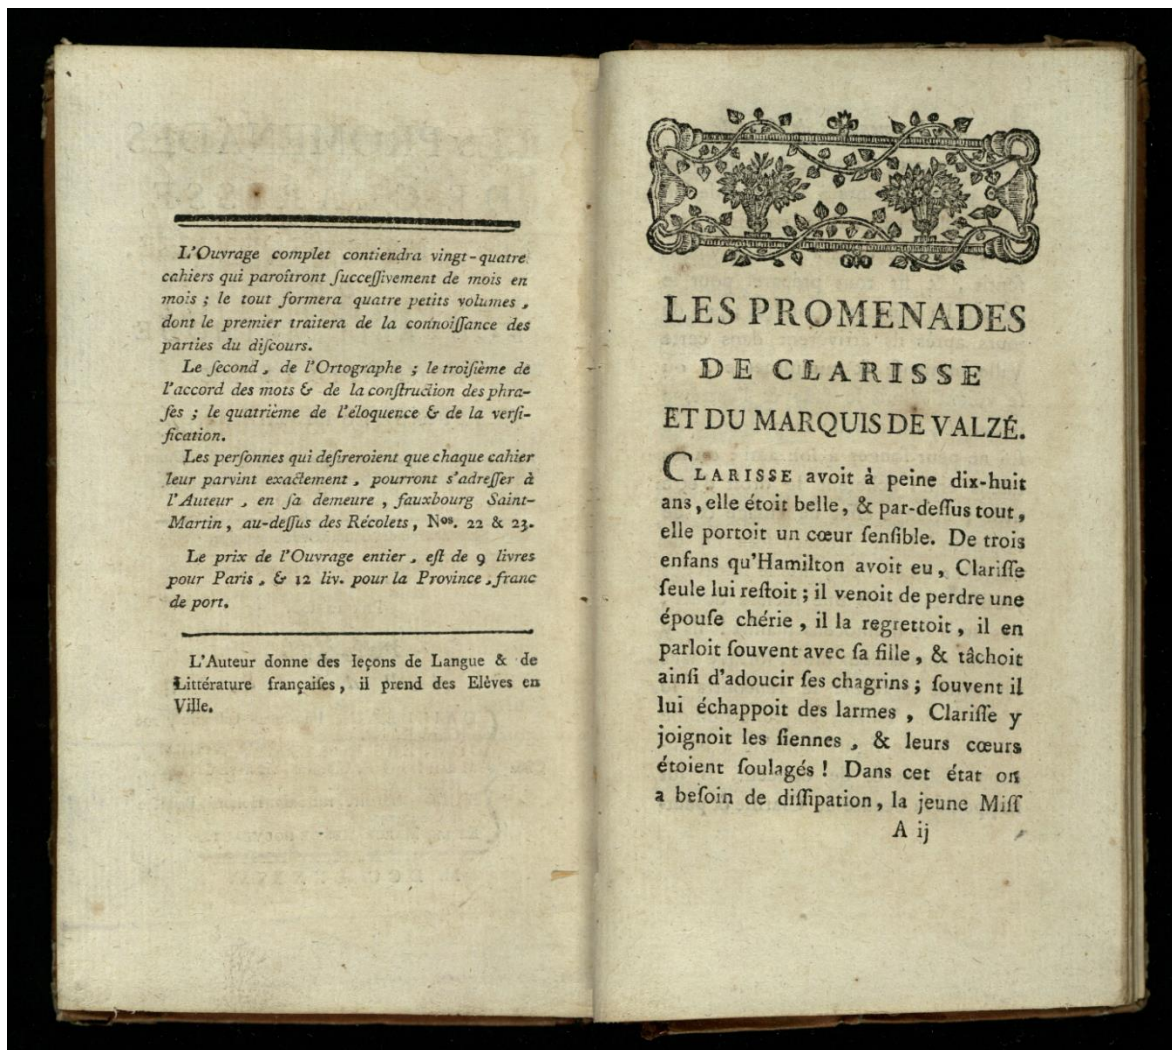 L'Ouvrage complet contiendra vingt-quatre
cahiers qui paroîtront ſucceſſivement de mois en
mois ; le tout formera quatre petits volumes ,
dont le premier traitera de la connoiſſance des
parties du diſcours.
Le ſecond , de l'Ortographe ; le troiſième de
l'accord des mots & de la conſtruction des phra-
ſes ; le quatrième de l'éloquence & de la verſi-
fication.
Les perſonnes qui deſireroient que chaque cahier
leur parvint exactement , pourront s'adreſſer à
l'Auteur , en ſa demeure , fauxbourg Saint-
Martin , au-deſſus des Récolets , Nos. 22 & 23.
Le prix de l'Ouvrage entier , eſt de 9 livres
pour Paris , & 12 liv. pour la Province , franc
de port.
L'Auteur donne des leçons de Langue & de
Littérature françaiſes , il prend des Elèves en
Ville.
LES PROMENADES
DE CLARISSE
ET DU MARQUIS DE VALZÉ.
CLARISSE avoit à peine dix-huit
ans , elle étoit belle , & par-deſſus tout ,
elle portoit un cœur ſenſible. De trois
enfans qu'Hamilton avoit eu , Clariſſe
ſeule lui reſtoit ; il venoit de perdre une
épouſe chérie , il la regrettoit , il en
parloit ſouvent avec ſa fille , & tâchoit
ainſi d'adoucir ſes chagrins ; ſouvent il
lui échappoit des larmes , Clariſſe y
joignoit les ſiennes , & leurs cœurs
étoient ſoulagés ! Dans cet état on
a beſoin de diſſipation , la jeune Miſſ
A ij